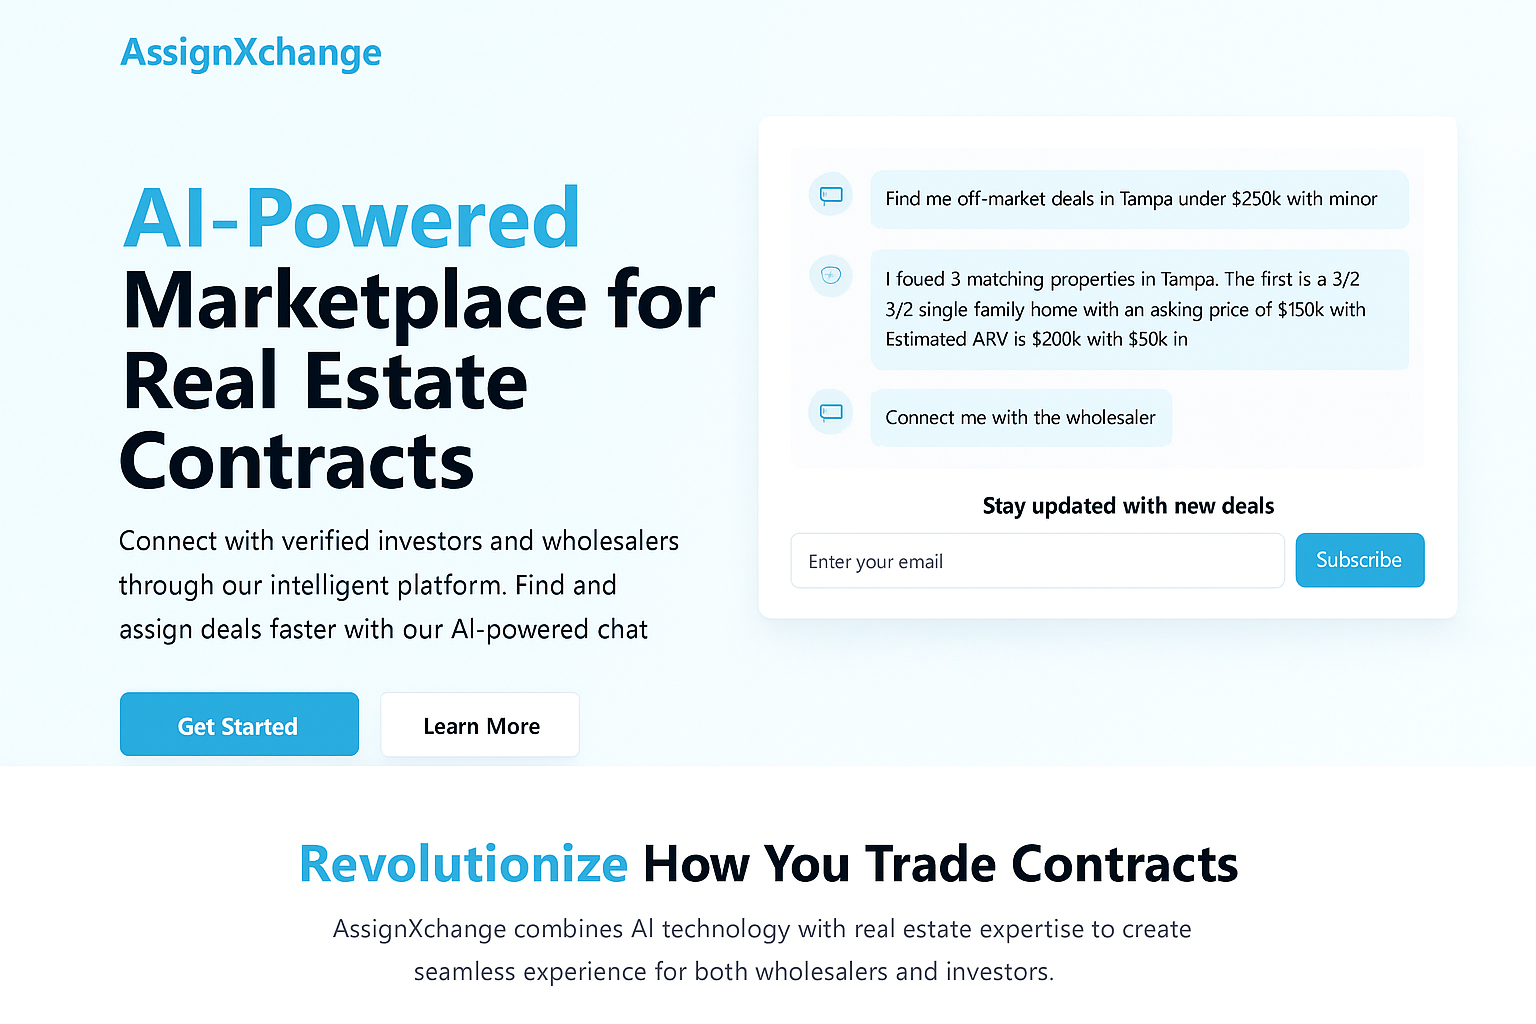 AssignXchange
AI-Powered
Marketplace for
Real Estate
Contracts
Connect with verified investors and wholesalers
through our intelligent platform. Find and
assign deals faster with our AI-powered chat
Get Started
Learn More
Find me off-market deals in Tampa under $250k with minor
I foued 3 matching properties in Tampa. The first is a 3/2
3/2 single family home with an asking price of $150k with
Estimated ARV is $200k with $50k in
Connect me with the wholesaler
Stay updated with new deals
Enter your email
Subscribe
Revolutionize How You Trade Contracts
AssignXchange combines AI technology with real estate expertise to create
seamless experience for both wholesalers and investors.